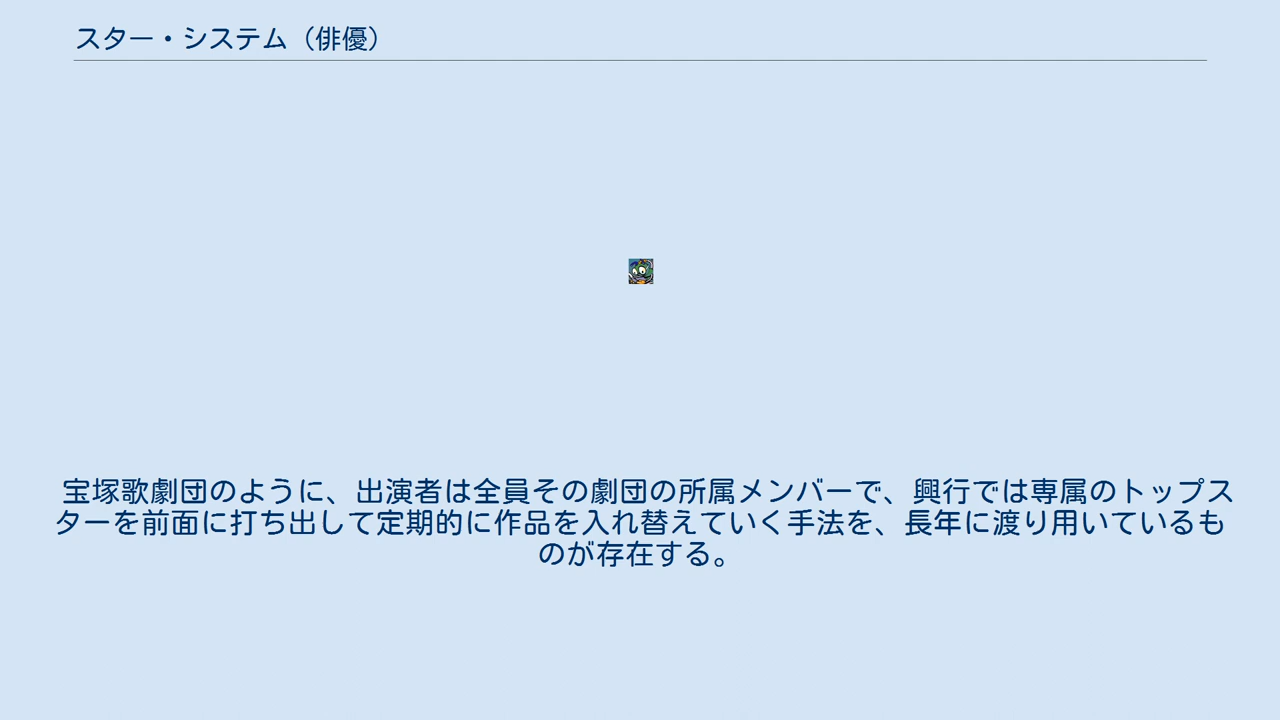 スター・システム（俳優）
宝塚歌劇団のように、出演者は全員その劇団の所属メンバーで、興行では専属のトップス
ターを前面に打ち出して定期的に作品を入れ替えていく手法を、長年に渡り用いているも
のが存在する。